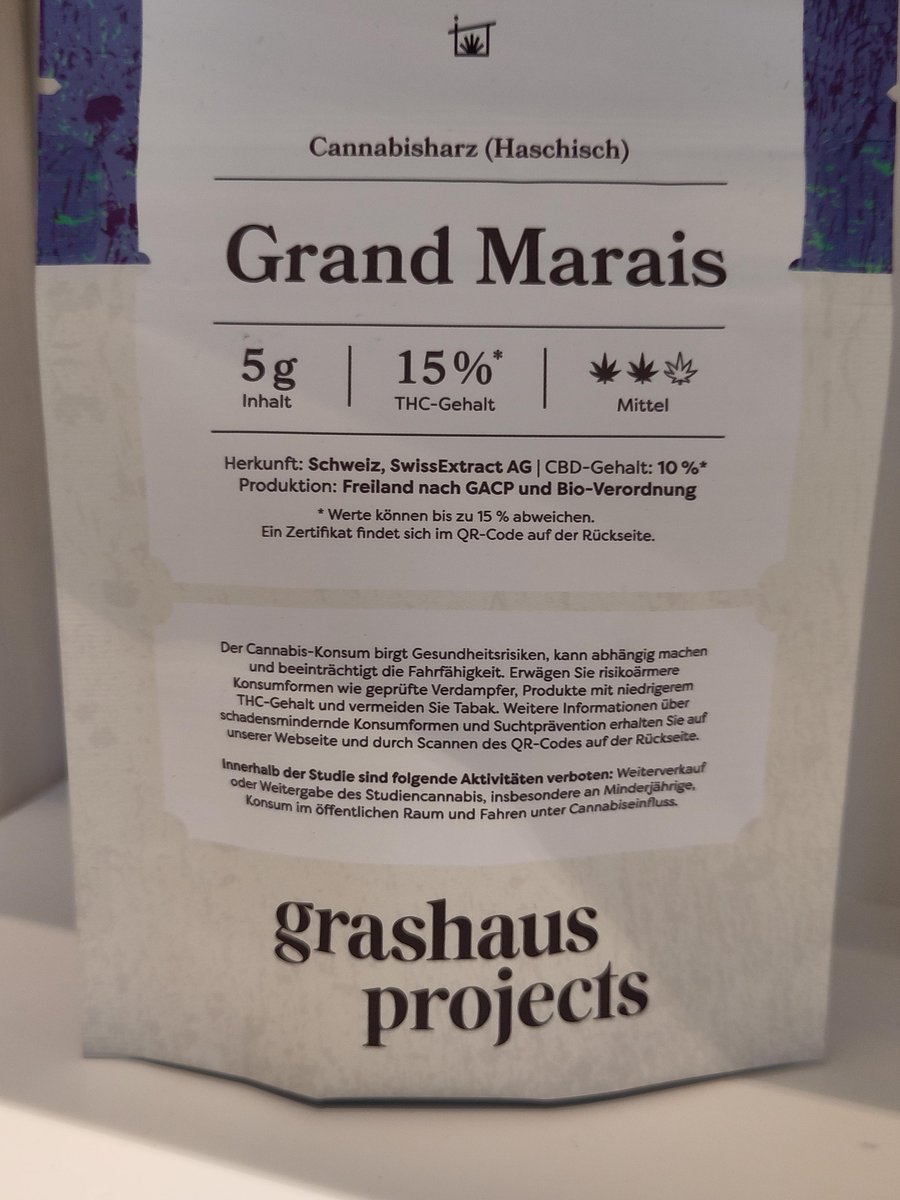 Cannabisharz (Haschisch)
Grand Marais
5 g 15 %* 
Inhalt THC-Gehalt Mittel
Herkunft: Schweiz, SwissExtract AG | CBD-Gehalt: 10 %*
Produktion: Freiland nach GACP und Bio-Verordnung
* Werte können bis zu 15 % abweichen.
Ein Zertifikat findet sich im QR-Code auf der Rückseite.
Der Cannabis-Konsum birgt Gesundheitsrisiken, kann abhängig machen
und beeinträchtigt die Fahrfähigkeit. Erwägen Sie risikoärmere
Konsumformen wie geprüfte Verdampfer, Produkte mit niedrigerem
THC-Gehalt und vermeiden Sie Tabak. Weitere Informationen über
schadensmindernde Konsumformen und Suchtprävention erhalten Sie auf
unserer Webseite und durch Scannen des QR-Codes auf der Rückseite.
Innerhalb der Studie sind folgende Aktivitäten verboten: Weiterverkauf
oder Weitergabe des Studiencannabis, insbesondere an Minderjährige,
Konsum im öffentlichen Raum und Fahren unter Cannabiseinfluss.
grashaus
projects